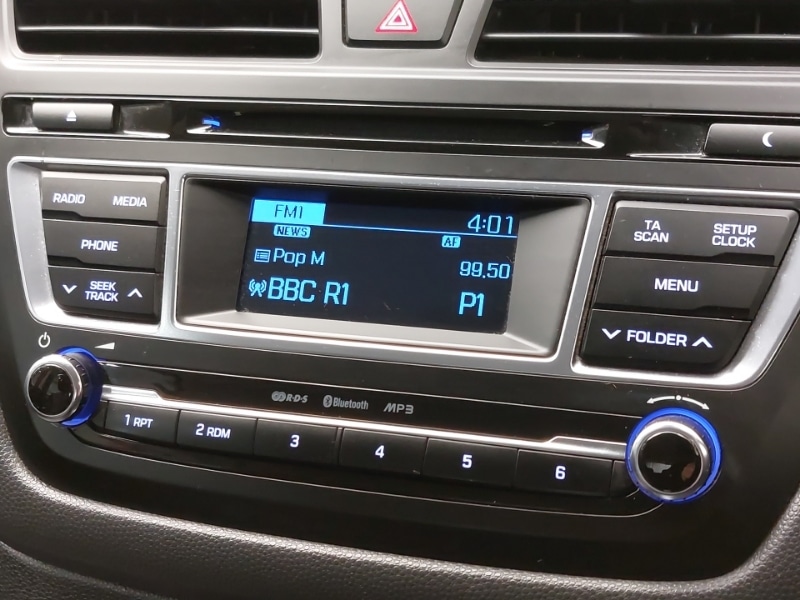 RADIO MEDIA
PHONE
SEEK
TRACK
FM1
4:01
NEWS
AF
Pop M
99.50
BBC R1
P1
TA
SCAN
SETUP
CLOCK
MENU
FOLDER
R·D·S Bluetooth MP3
1 RPT
2 RDM
3
4
5
6